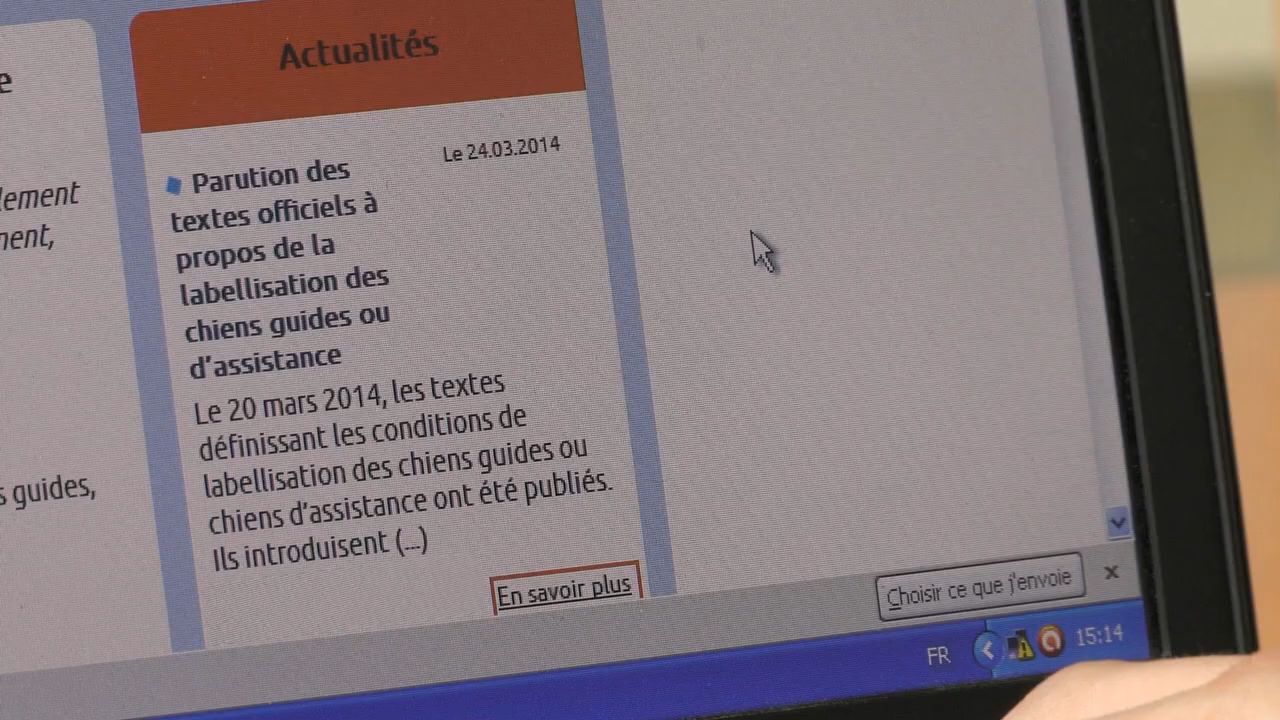 e
lement
nent,
s guides,
Actualités
Le 24.03.2014
Parution des
textes officiels à
propos de la
labellisation des
chiens guides ou
d'assistance
Le 20 mars 2014, les textes
définissant les conditions de
labellisation des chiens guides ou
chiens d'assistance ont été publiés.
Ils introduisent (...)
En savoir plus
Choisir ce que j'envoie
FR
15:14